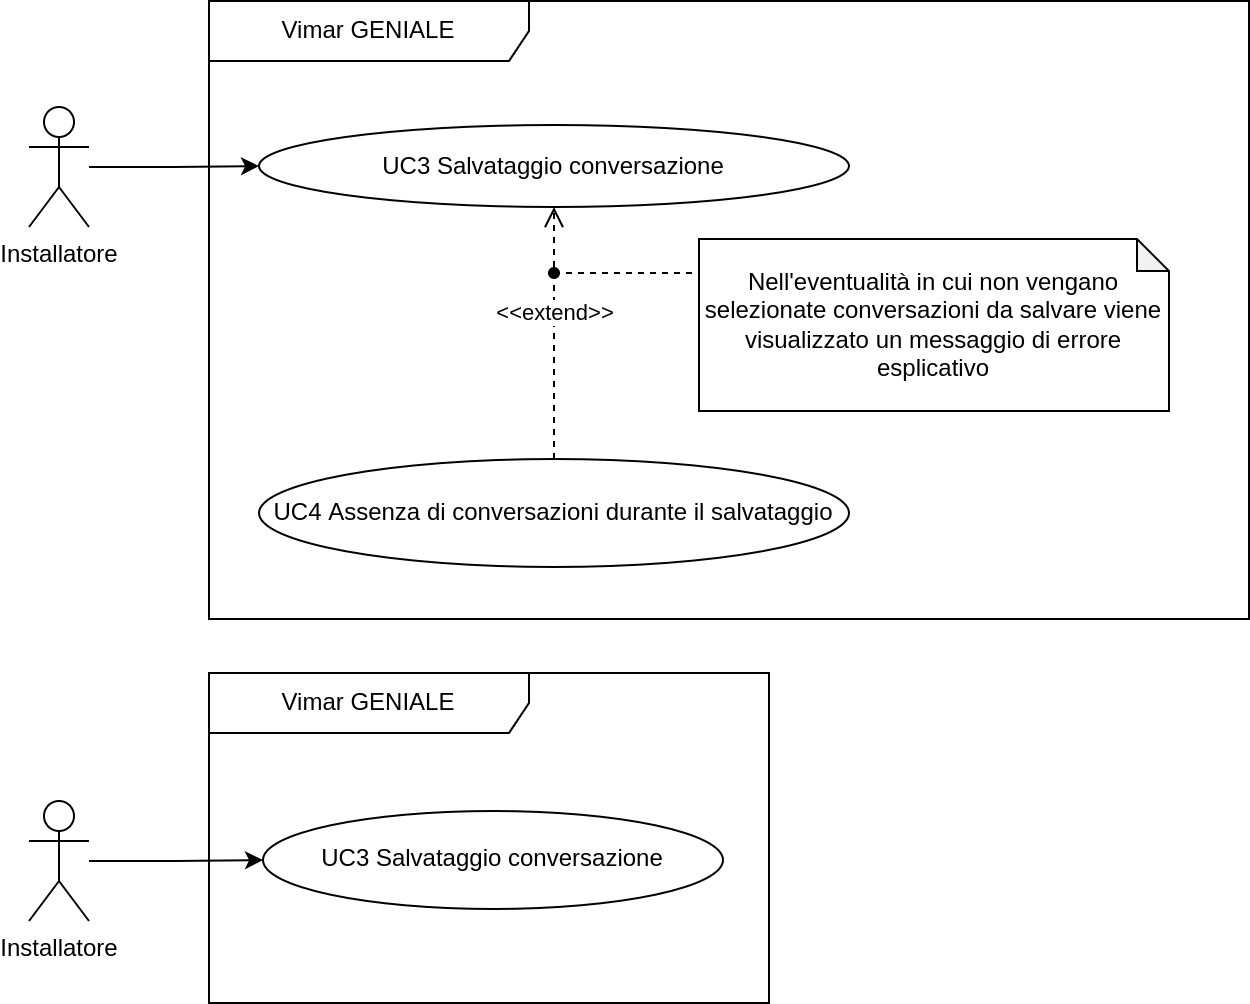 Vimar GENIALE
UC3 Salvataggio conversazione
Installatore
Nell'eventualità in cui non vengano
selezionate conversazioni da salvare viene
visualizzato un messaggio di errore
esplicativo
<<extend>>
UC4 Assenza di conversazioni durante il salvataggio
Vimar GENIALE
UC3 Salvataggio conversazione
Installatore